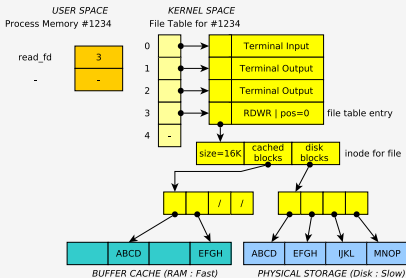 USER SPACE
KERNEL SPACE
Process Memory #1234
File Table for #1234
read_fd
3
-
-
0
Terminal Input
1
Terminal Output
2
Terminal Output
3
RDWR | pos=0
file table entry
4
-
size=16K
cached
blocks
disk
blocks
inode for file
/
/
ABCD
EFGH
ABCD
EFGH
IJKL
MNOP
BUFFER CACHE (RAM : Fast)
PHYSICAL STORAGE (Disk : Slow)